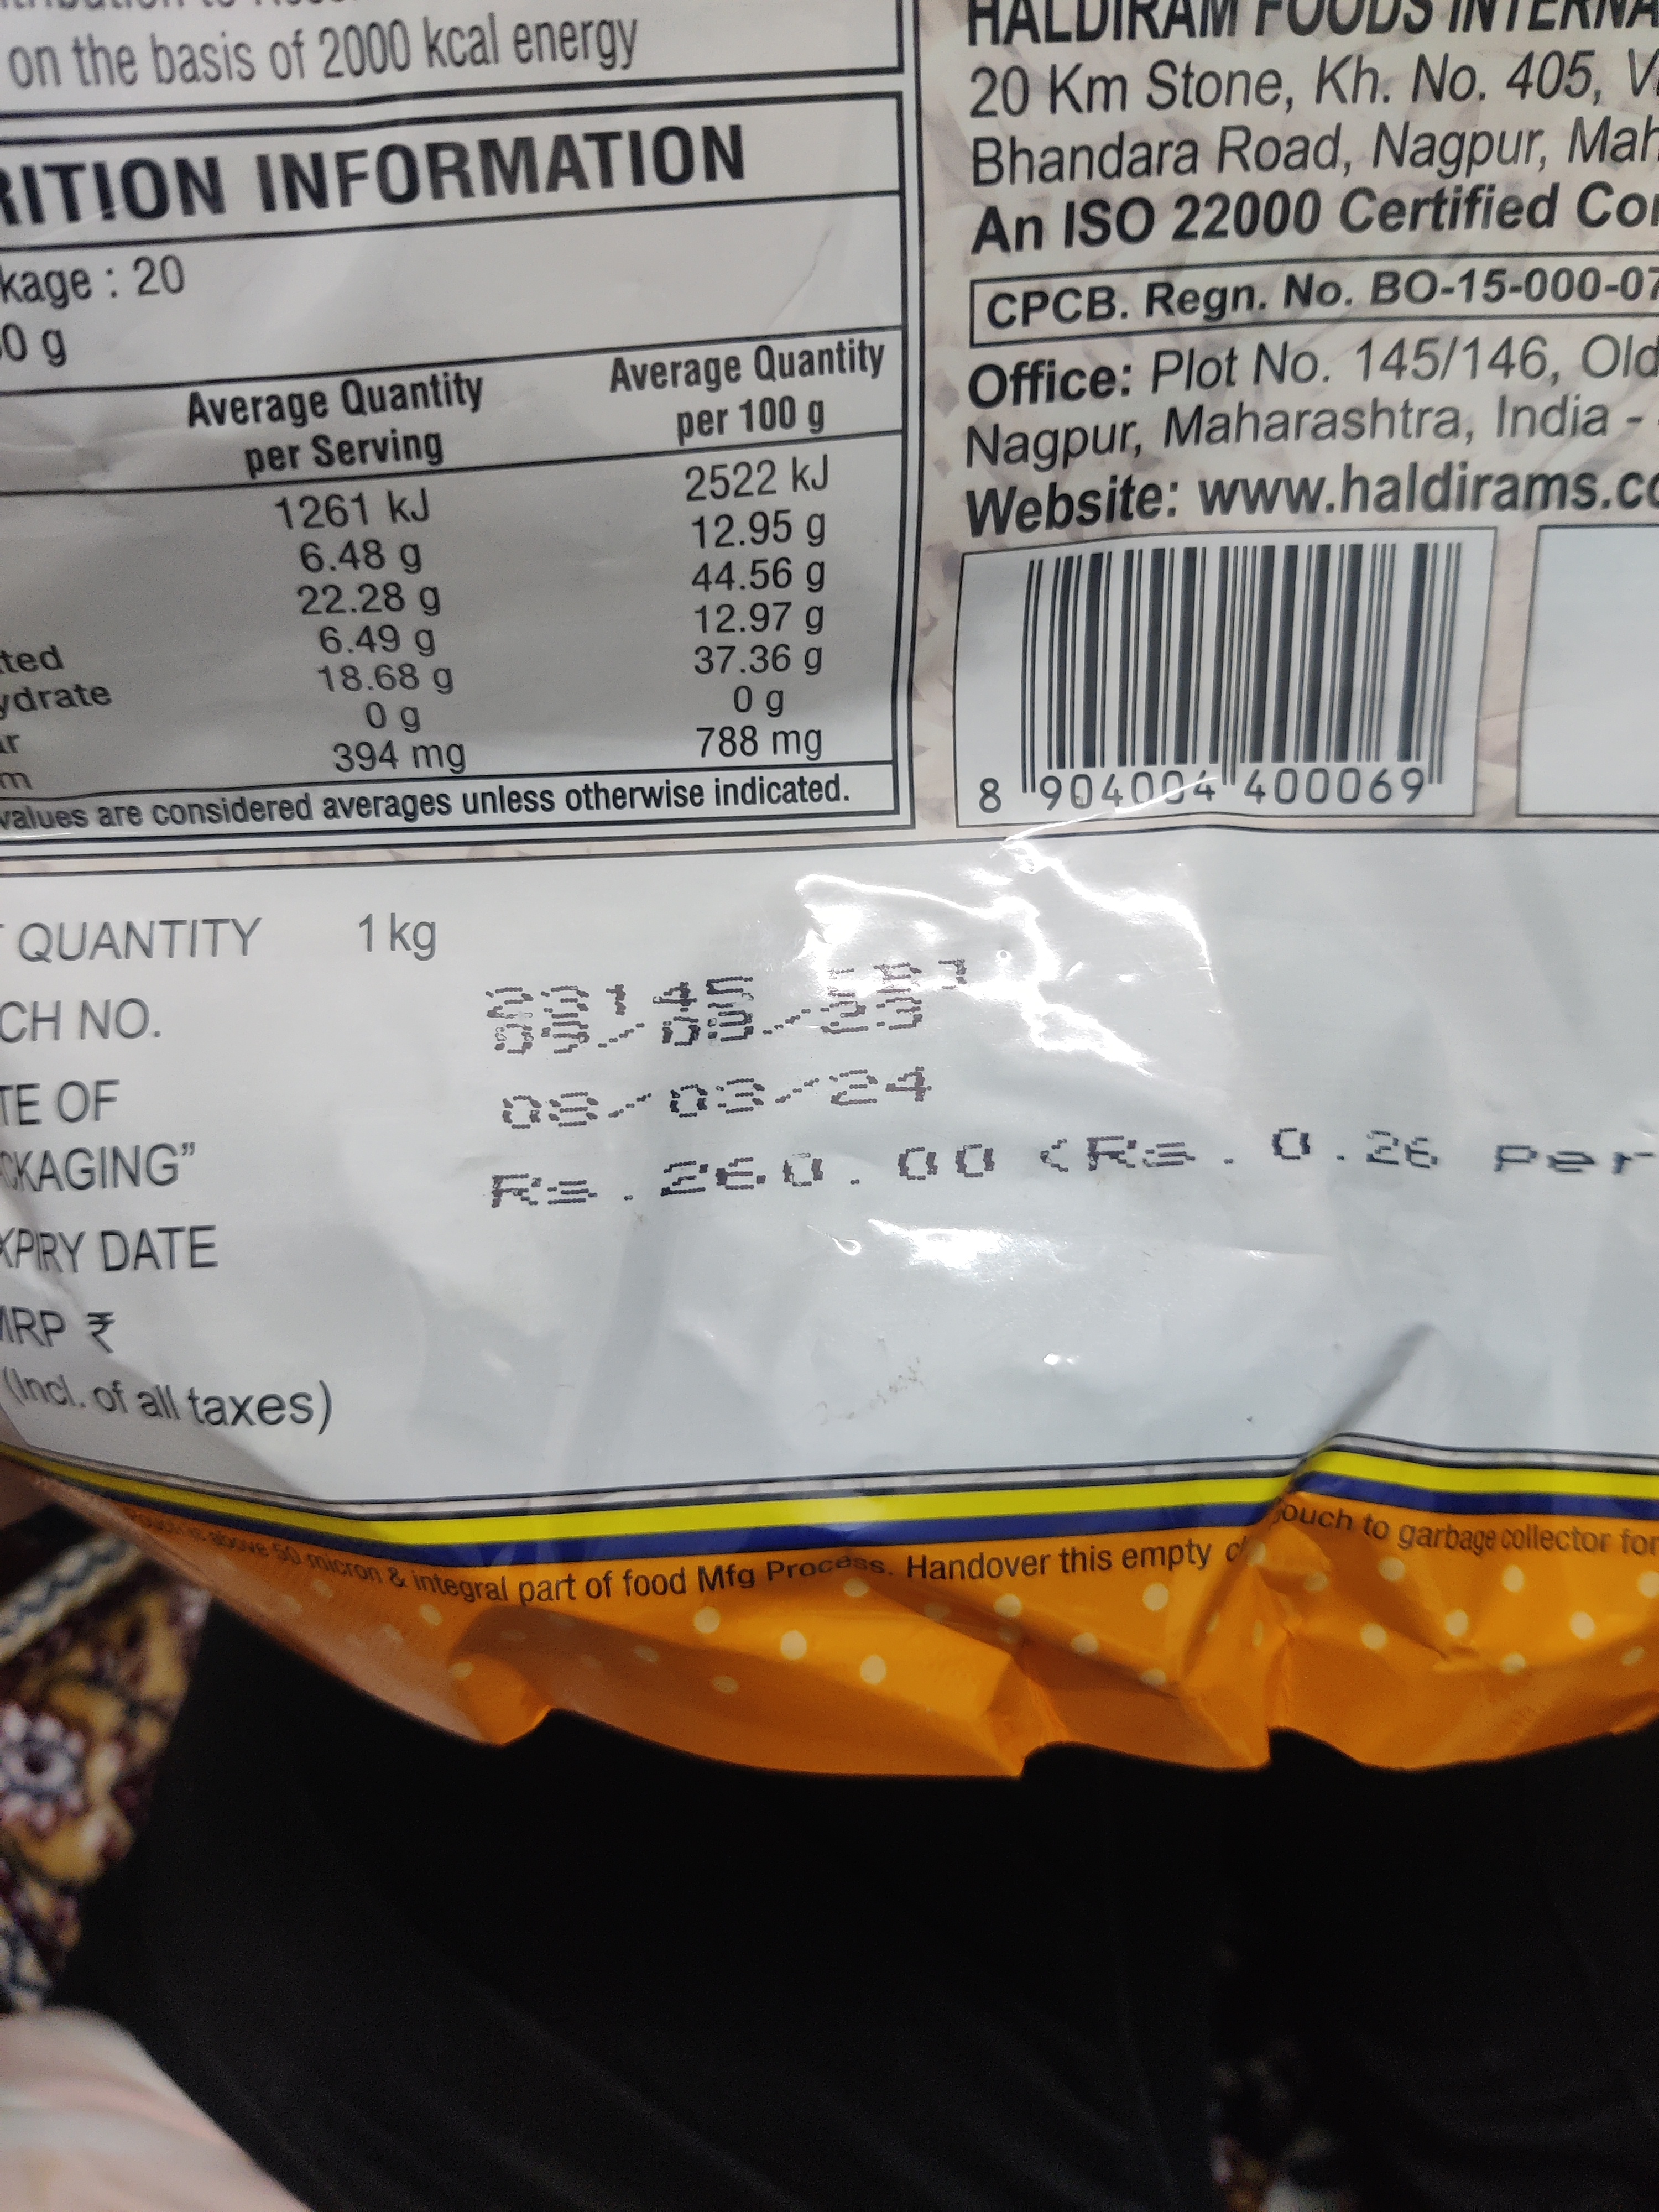 on the basis of 2000 kcal energy
RITION INFORMATION
kage : 20
0 g
Average Quantity per Serving
Average Quantity per 100 g
1261 kJ 2522 kJ
6.48 g 12.95 g
22.28 g 44.56 g
ted 6.49 g 12.97 g
ydrate 18.68 g 37.36 g
ar 0 g 0 g
m 394 mg 788 mg
values are considered averages unless otherwise indicated.
HALDIRAM FOODS INTERNA
20 Km Stone, Kh. No. 405, V
Bhandara Road, Nagpur, Mah
An ISO 22000 Certified Co
CPCB. Regn. No. BO-15-000-07
Office: Plot No. 145/146, Old
Nagpur, Maharashtra, India -
Website: www.haldirams.co
8 904004 400069
QUANTITY 1 kg
CH NO.
TE OF
CKAGING”
XPIRY DATE
MRP ₹
(Incl. of all taxes)
08/03/24
Rs.260.00 (Rs.0.26 Per
above 50 micron & integral part of food Mfg Process. Handover this empty ouch to garbage collector for